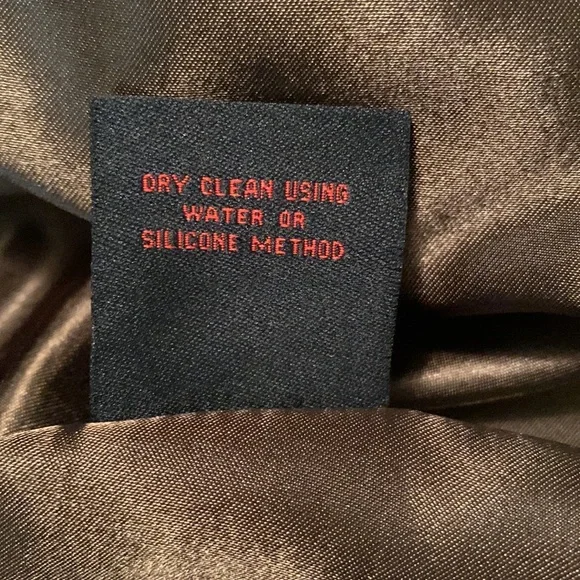 DRY CLEAN USING
WATER OR
SILICONE METHOD